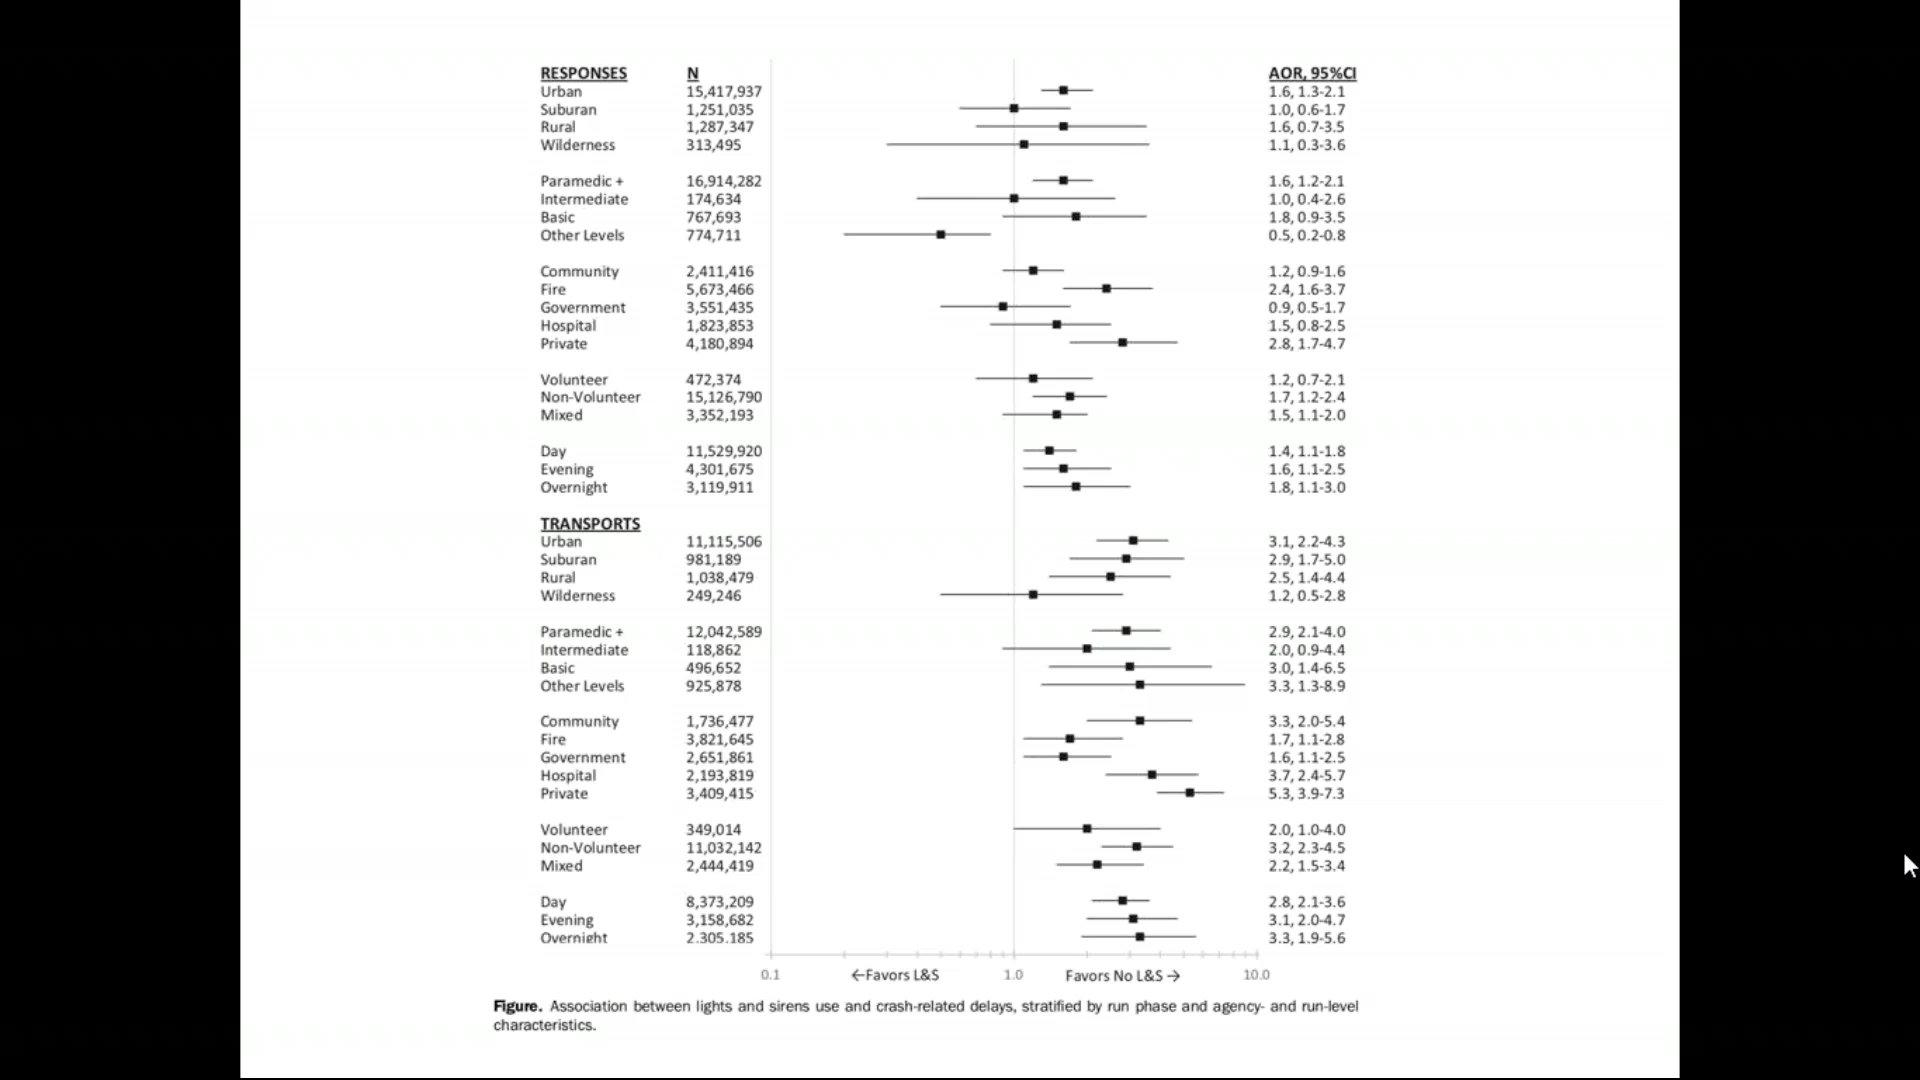 RESPONSES N AOR, 95%CI
Urban 15,417,937 1.6, 1.3-2.1
Suburan 1,251,035 1.0, 0.6-1.7
Rural 1,287,347 1.6, 0.7-3.5
Wilderness 313,495 1.1, 0.3-3.6
Paramedic + 16,914,282 1.6, 1.2-2.1
Intermediate 174,634 1.0, 0.4-2.6
Basic 767,693 1.8, 0.9-3.5
Other Levels 774,711 0.5, 0.2-0.8
Community 2,411,416 1.2, 0.9-1.6
Fire 5,673,466 2.4, 1.6-3.7
Government 3,551,435 0.9, 0.5-1.7
Hospital 1,823,853 1.5, 0.8-2.5
Private 4,180,894 2.8, 1.7-4.7
Volunteer 472,374 1.2, 0.7-2.1
Non-Volunteer 15,126,790 1.7, 1.2-2.4
Mixed 3,352,193 1.5, 1.1-2.0
Day 11,529,920 1.4, 1.1-1.8
Evening 4,301,675 1.6, 1.1-2.5
Overnight 3,119,911 1.8, 1.1-3.0
TRANSPORTS
Urban 11,115,506 3.1, 2.2-4.3
Suburan 981,189 2.9, 1.7-5.0
Rural 1,038,479 2.5, 1.4-4.4
Wilderness 249,246 1.2, 0.5-2.8
Paramedic + 12,042,589 2.9, 2.1-4.0
Intermediate 118,862 2.0, 0.9-4.4
Basic 496,652 3.0, 1.4-6.5
Other Levels 925,878 3.3, 1.3-8.9
Community 1,736,477 3.3, 2.0-5.4
Fire 3,821,645 1.7, 1.1-2.8
Government 2,651,861 1.6, 1.1-2.5
Hospital 2,193,819 3.7, 2.4-5.7
Private 3,409,415 5.3, 3.9-7.3
Volunteer 349,014 2.0, 1.0-4.0
Non-Volunteer 11,032,142 3.2, 2.3-4.5
Mixed 2,444,419 2.2, 1.5-3.4
Day 8,373,209 2.8, 2.1-3.6
Evening 3,158,682 3.1, 2.0-4.7
Overnight 2.305.185 3.3, 1.9-5.6
0.1 ←Favors L&S 1.0 Favors No L&S → 10.0
Figure. Association between lights and sirens use and crash-related delays, stratified by run phase and agency- and run-level
characteristics.